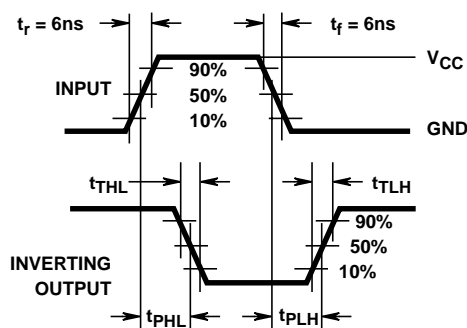 tr = 6ns
tf = 6ns
VCC
90%
INPUT
50%
10%
GND
tTHL
tTLH
90%
50%
INVERTING
OUTPUT
10%
tPHL
tPLH